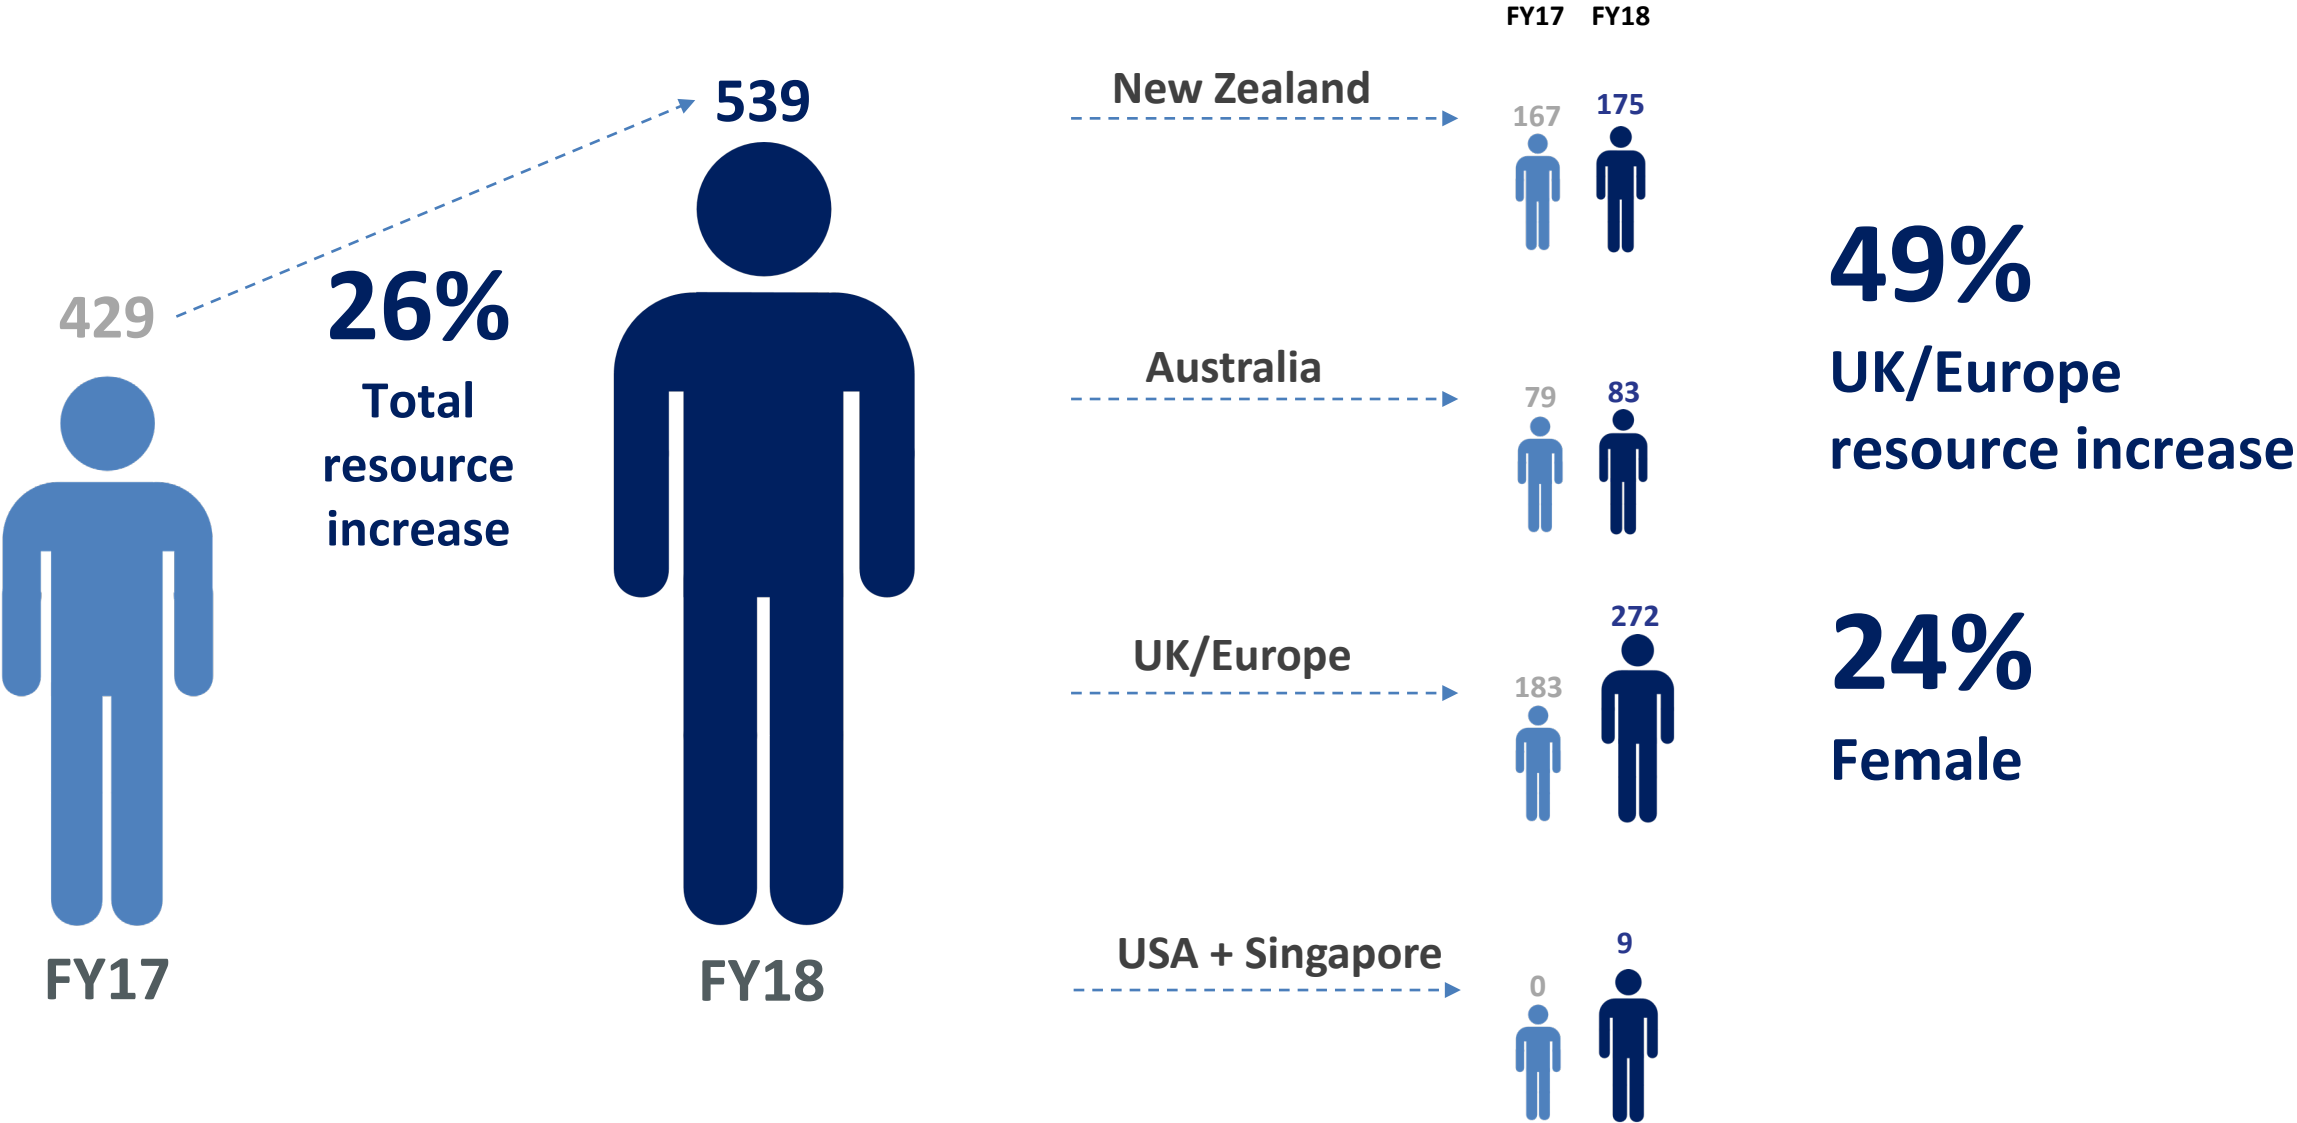 FY17 FY18
539
429
26%
Total
resource
increase
FY17
FY18
New Zealand
167
175
Australia
79
83
UK/Europe
183
272
USA + Singapore
0
9
49%
UK/Europe
resource increase
24%
Female